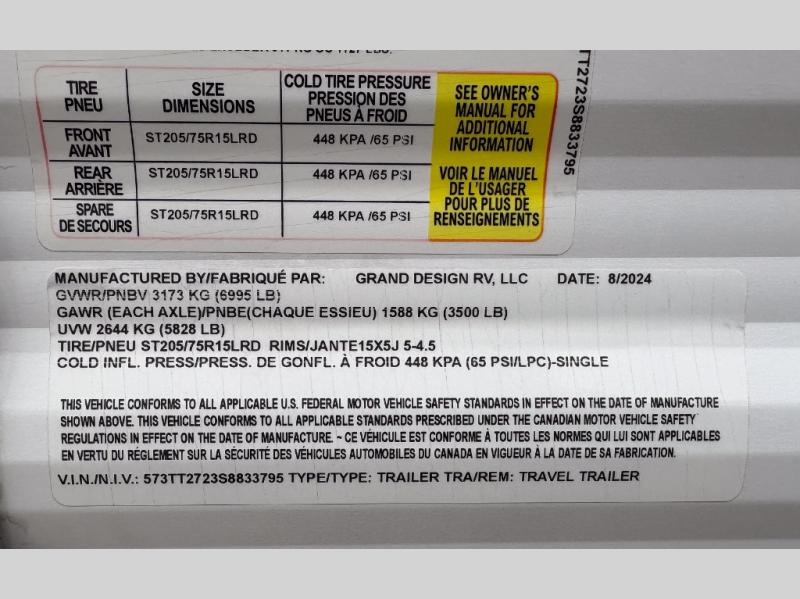 TIRE
PNEU
SIZE
DIMENSIONS
COLD TIRE PRESSURE
PRESSION DES
PNEUS À FROID
FRONT
AVANT
ST205/75R15LRD
448 KPA /65 PSI
REAR
ARRIÈRE
ST205/75R15LRD
448 KPA /65 PSI
SPARE
DE SECOURS
ST205/75R15LRD
448 KPA /65 PSI
SEE OWNER'S
MANUAL FOR
ADDITIONAL
INFORMATION
VOIR LE MANUEL
DE L'USAGER
POUR PLUS DE
RENSEIGNEMENTS
TT2723S8833795
MANUFACTURED BY/FABRIQUÉ PAR: GRAND DESIGN RV, LLC DATE: 8/2024
GVWR/PNBV 3173 KG (6995 LB)
GAWR (EACH AXLE)/PNBE(CHAQUE ESSIEU) 1588 KG (3500 LB)
UVW 2644 KG (5828 LB)
TIRE/PNEU ST205/75R15LRD RIMS/JANTE15X5J 5-4.5
COLD INFL. PRESS/PRESS. DE GONFL. À FROID 448 KPA (65 PSI/LPC)-SINGLE
THIS VEHICLE CONFORMS TO ALL APPLICABLE U.S. FEDERAL MOTOR VEHICLE SAFETY STANDARDS IN EFFECT ON THE DATE OF MANUFACTURE
SHOWN ABOVE. THIS VEHICLE CONFORMS TO ALL APPLICABLE STANDARDS PRESCRIBED UNDER THE CANADIAN MOTOR VEHICLE SAFETY
REGULATIONS IN EFFECT ON THE DATE OF MANUFACTURE. ~ CE VÉHICULE EST CONFORME À TOUTES LES NORMES QUI LUI SONT APPLICABLES
EN VERTU DU RÉGLEMENT SUR LA SÉCURITÉ DES VÉHICULES AUTOMOBILES DU CANADA EN VIGUEUR À LA DATE DE SA FABRICATION.
V.I.N./N.I.V.: 573TT2723S8833795 TYPE/TYPE: TRAILER TRA/REM: TRAVEL TRAILER